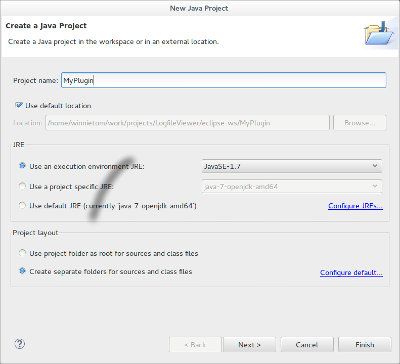 New Java Project
Create a Java Project
Create a Java project in the workspace or in an external location.
Project name: MyPlugin
Use default location
Location: /home/winnietom/work/projects/LogfileViewer/eclipse-ws/MyPlugin Browse...
JRE
Use an execution environment JRE: JavaSE-1.7
Use a project specific JRE: java-7-openjdk-amd64
Use default JRE (currently 'java-7-openjdk-amd64') Configure JREs...
Project layout
Use project folder as root for sources and class files
Create separate folders for sources and class files Configure default...
? < Back Next > Cancel Finish